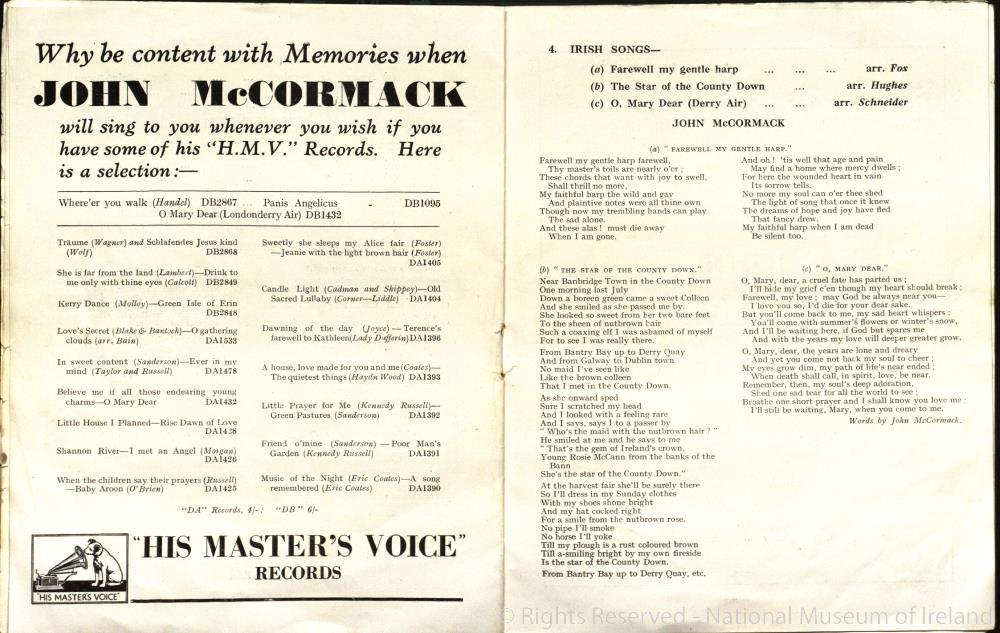 Why be content with Memories when
JOHN McCORMACK
will sing to you whenever you wish if you
have some of his "H.M.V." Records. Here
is a selection:—
Where'er you walk (Handel) DB2867 ... Panis Angelicus - DB1095
O Mary Dear (Londonderry Air) DB1432
Träume (Wagner) and Schlafendes Jesus kind
(Wolf) DB2868
She is far from the land (Lambert)—Drink to
me only with thine eyes (Calcott) DB2849
Kerry Dance (Molley)—Green Isle of Erin
DB2848
Love's Secret (Blake & Bantoch)—O gathering
clouds (arr. Bain) DA1533
In sweet content (Sanderson)—Ever in my
mind (Taylor and Russell) DA1478
Believe me if all those endearing young
charms—O Mary Dear DA1432
Little House I Planned—Rise Dawn of Love
DA1428
Shannon River—I met an Angel (Morgan)
DA1426
When the children say their prayers (Russell)
—Baby Aroon (O'Brien) DA1425
Sweetly she sleeps my Alice fair (Foster)
—Jeanie with the light brown hair (Foster)
DA1405
Candle Light (Cadman and Shippey)—Old
Sacred Lullaby (Corner—Liddle) DA1404
Dawning of the day (Joyce) — Terence's
farewell to Kathleen(Lady Dufferin)DA1396
A house, love made for you and me(Coates)—
The quietest things (Haydn Wood) DA1393
Little Prayer for Me (Kennedy Russell)—
Green Pastures (Sanderson) DA1392
Friend o'mine (Sanderson) — Poor Man's
Garden (Kennedy Russell) DA1391
Music of the Night (Eric Coates)—A song
remembered (Eric Coates) DA1390
"DA" Records, 4/-; "DB" 6/-
"HIS MASTER'S VOICE"
RECORDS
"HIS MASTER'S VOICE"
4. IRISH SONGS—
(a) Farewell my gentle harp ... ... ... arr. Fox
(b) The Star of the County Down ... arr. Hughes
(c) O, Mary Dear (Derry Air) ... ... arr. Schneider
JOHN McCORMACK
(a) " FAREWELL MY GENTLE HARP."
Farewell my gentle harp farewell,
Thy master's toils are nearly o'er ;
These chords that want with joy to swell,
Shall thrill no more,
My faithful harp the wild and gay
And plaintive notes were all thine own
Though now my trembling hands can play
The sad alone.
And these alas ! must die away
When I am gone.
And oh ! 'tis well that age and pain
May find a home where mercy dwells ;
For here the wounded heart in vain
Its sorrow tells.
No more my soul can o'er thee shed
The light of song that once it knew
The dreams of hope and joy have fled
That fancy drew.
My faithful harp when I am dead
Be silent too.
(b) " THE STAR OF THE COUNTY DOWN."
Near Banbridge Town in the County Down
One morning last July
Down a boreen green came a sweet Colleen
And she smiled as she passed me by.
She looked so sweet from her two bare feet
To the sheen of nutbrown hair
Such a coaxing elf I was ashamed of myself
For to see I was really there.
From Bantry Bay up to Derry Quay
And from Galway to Dublin town
No maid I've seen like
Like the brown colleen
That I met in the County Down.
As she onward sped
Sure I scratched my head
And I looked with a feeling rare
And I says, says I to a passer by
" Who's the maid with the nutbrown hair ? "
He smiled at me and he says to me
" That's the gem of Ireland's crown,
Young Rosie McCann from the banks of the
Bann
She's the star of the County Down."
At the harvest fair she'll be surely there
So I'll dress in my Sunday clothes
With my shoes shone bright
And my hat cocked right
For a smile from the nutbrown rose.
No pipe I'll smoke
No horse I'll yoke
Till my plough is a rust coloured brown
Till a-smiling bright by my own fireside
Is the star of the County Down.
From Bantry Bay up to Derry Quay, etc.
(c) " O, MARY DEAR."
O, Mary, dear, a cruel fate has parted us ;
I'll hide my grief e'en though my heart should break ;
Farewell, my love ; may God be always near you—
I love you so, I'd die for your dear sake.
But you'll come back to me, my sad heart whispers :
You'll come with summer's flowers or winter's snow,
And I'll be waiting here, if God but spares me
And with the years my love will deeper greater grow.
O, Mary, dear, the years are lone and dreary
And yet you come not back my soul to cheer ;
My eyes grow dim, my path of life's near ended ;
When death shall call, in spirit, love, be near.
Remember, then, my soul's deep adoration,
Shed one sad tear for all the world to see ;
Breathe one short prayer and I shall know you love me ;
I'll still be waiting, Mary, when you come to me.
Words by John McCormack.
© Rights Reserved - National Museum of Ireland